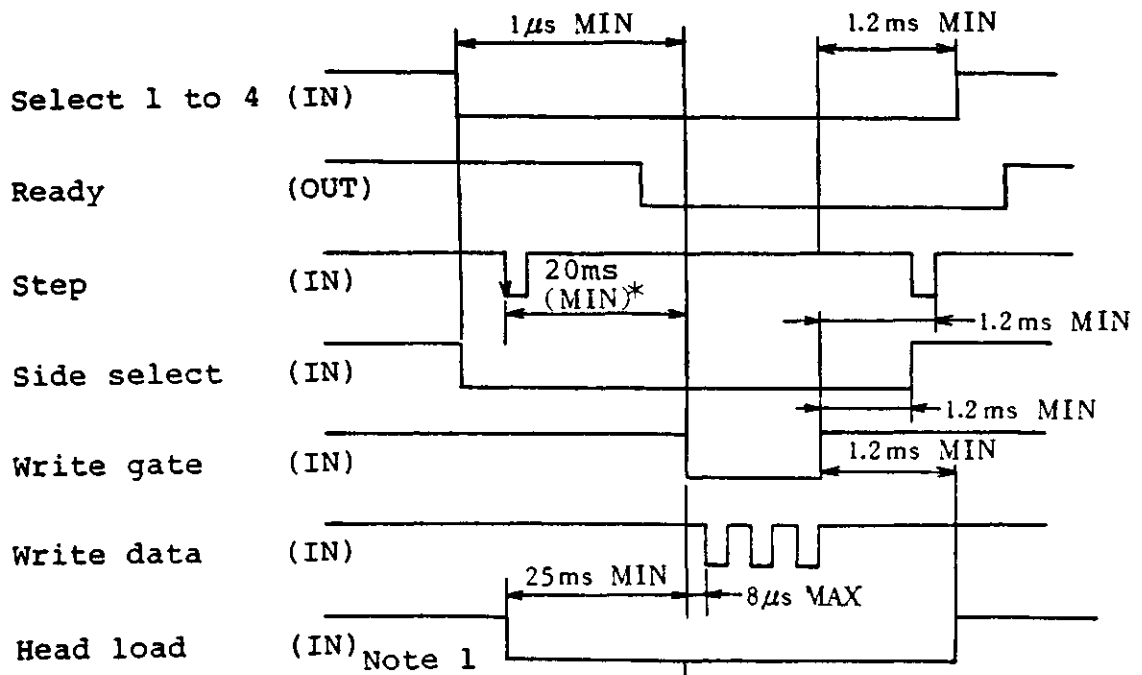 1μs MIN 1.2ms MIN
Select 1 to 4 (IN)
Ready (OUT)
Step (IN) 20ms
(MIN)*
1.2ms MIN
Side select (IN)
1.2ms MIN
Write gate (IN) 1.2ms MIN
Write data (IN)
25ms MIN 8μs MAX
Head load (IN) Note 1